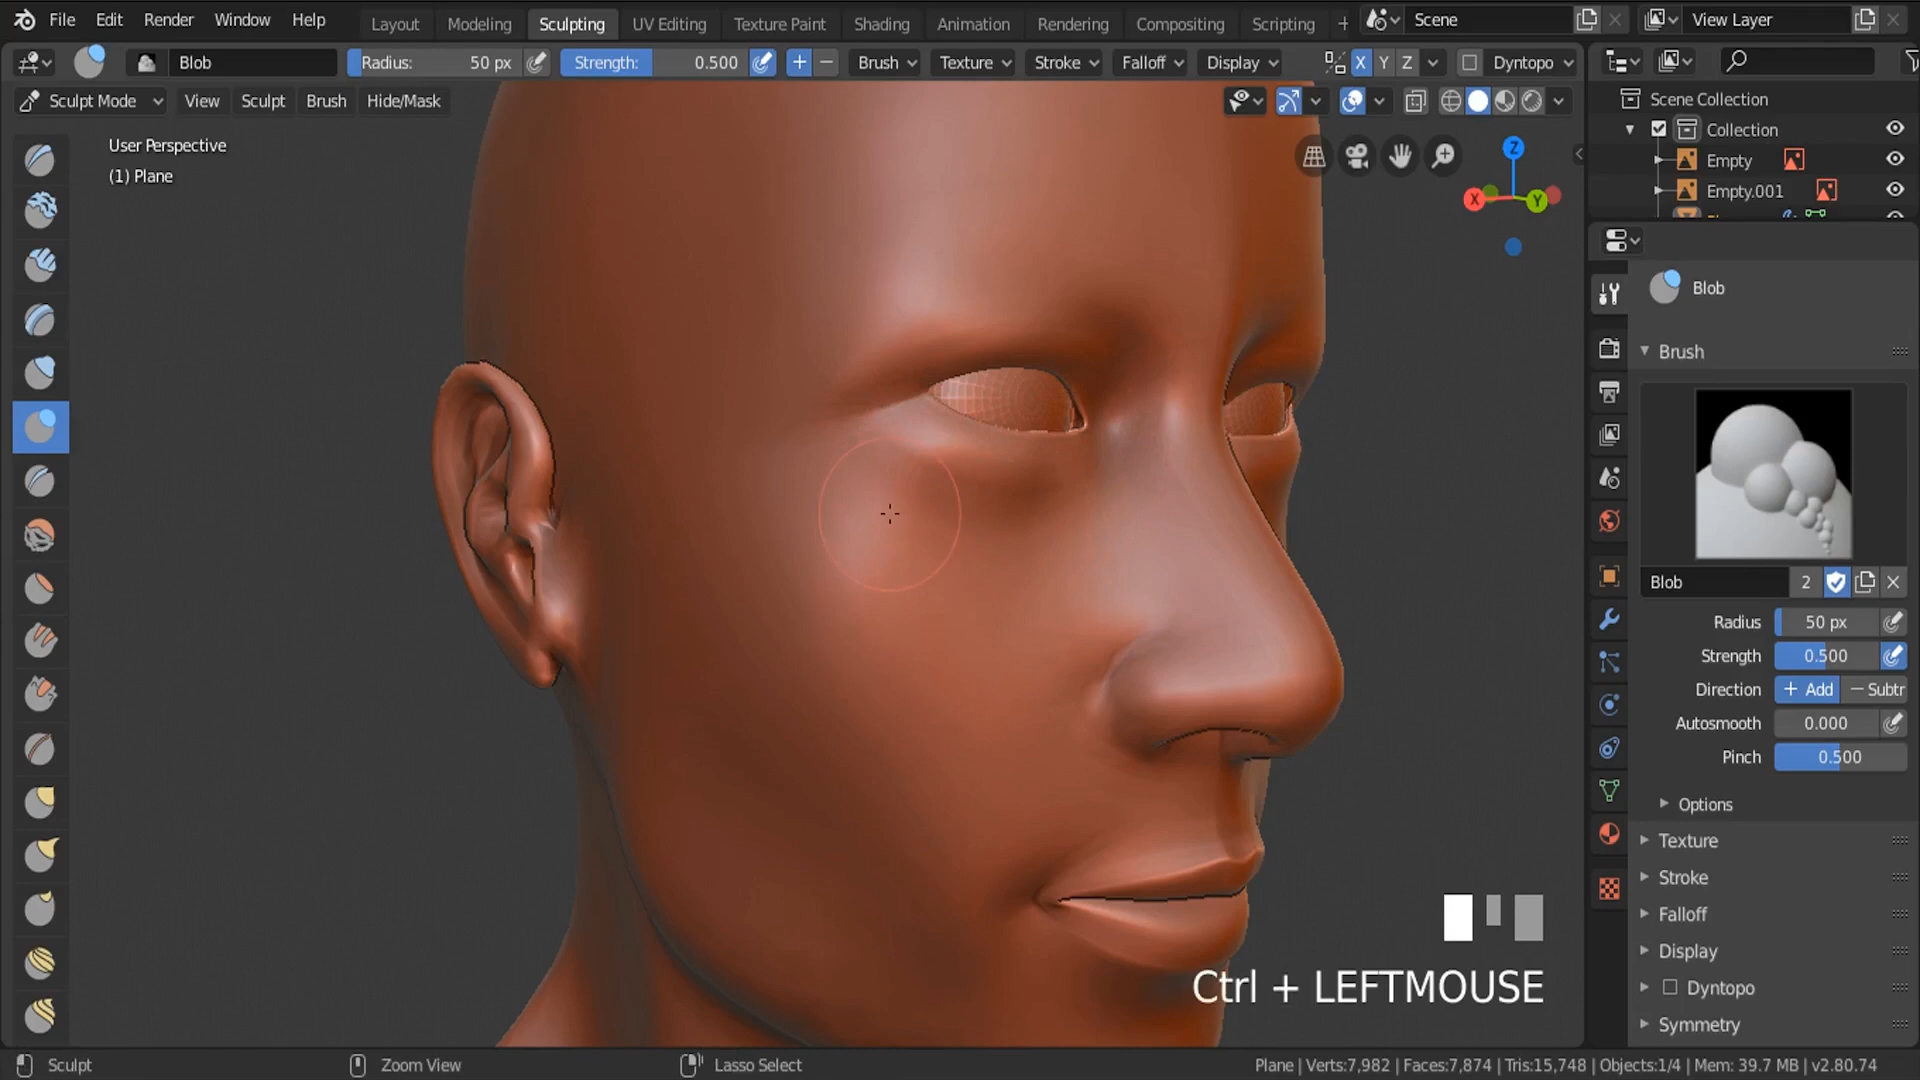 File Edit Render Window Help Layout Modeling Sculpting UV Editing Texture Paint Shading Animation Rendering Compositing Scripting + Scene View Layer
Blob Radius: 50 px Strength: 0.500 Brush Texture Stroke Falloff Display X Y Z Dyntopo
Sculpt Mode View Sculpt Brush Hide/Mask
Scene Collection
Collection
Empty
Empty.001
User Perspective
(1) Plane
Z
X
Y
Blob
Brush
Blob 2
Radius 50 px
Strength 0.500
Direction + Add − Subtr
Autosmooth 0.000
Pinch 0.500
Options
Texture
Stroke
Falloff
Display
Dyntopo
Symmetry
Ctrl + LEFTMOUSE
Sculpt Zoom View Lasso Select Plane | Verts:7,982 | Faces:7,874 | Tris:15,748 | Objects:1/4 | Mem: 39.7 MB | v2.80.74